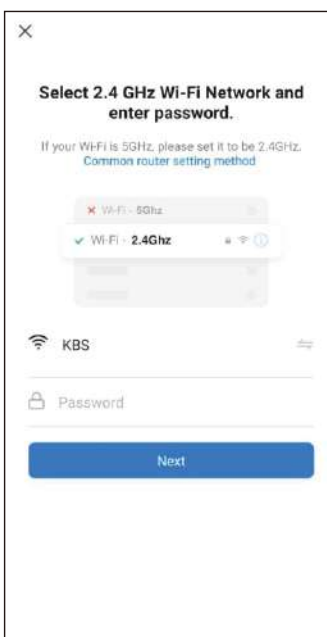 Select 2.4 GHz Wi-Fi Network and
enter password.
If your Wi-Fi is 5GHz, please set it to be 2.4GHz.
Common router setting method
Wi-Fi - 5Ghz
Wi-Fi - 2.4Ghz
KBS
Password
Next